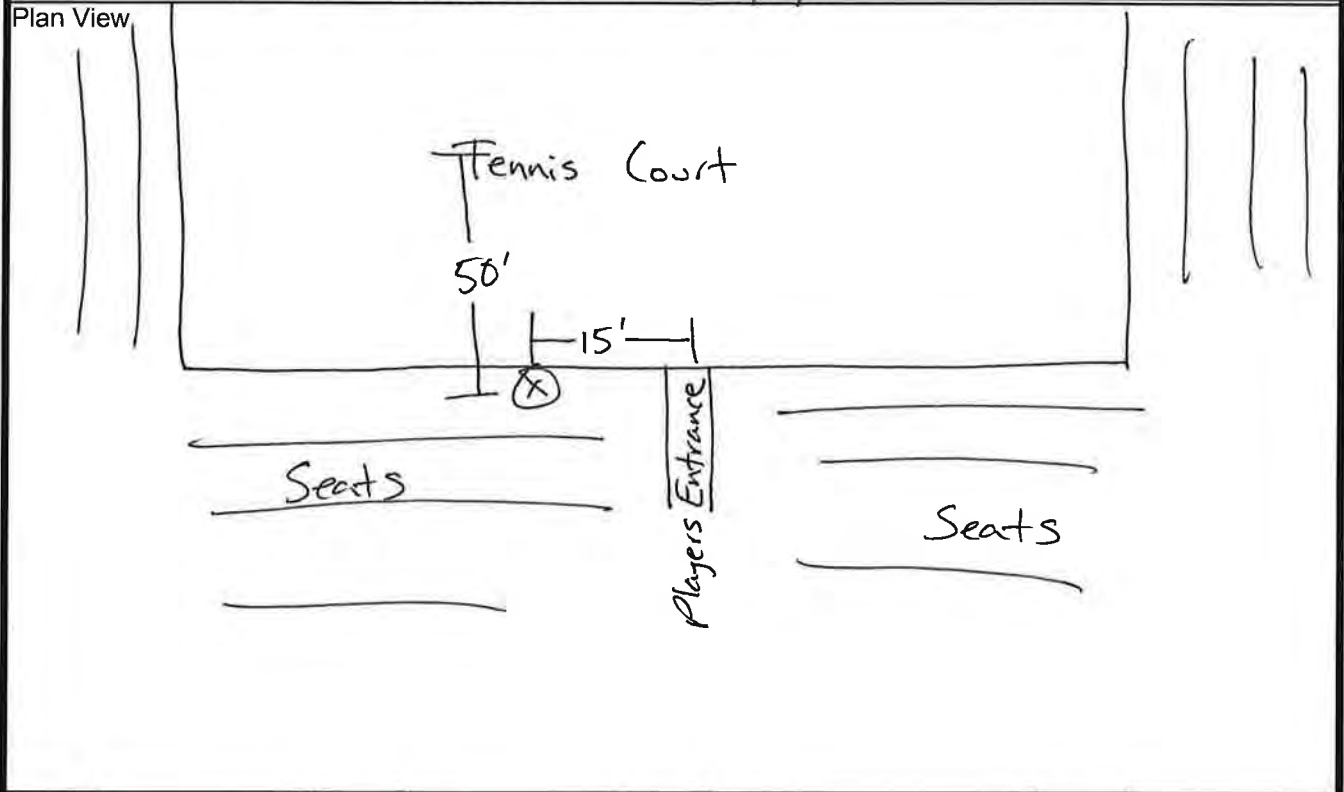 Plan View
Tennis Court
50'
15'
X
Players Entrance
Seats
Seats